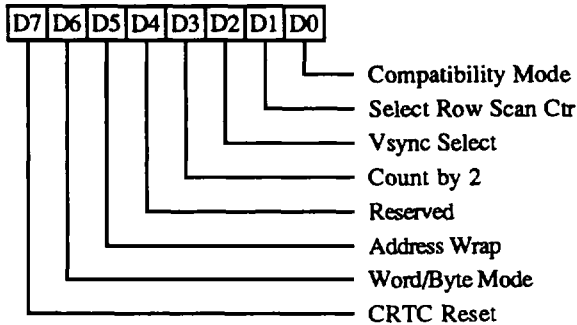 D7 D6 D5 D4 D3 D2 D1 D0
Compatibility Mode
Select Row Scan Ctr
Vsync Select
Count by 2
Reserved
Address Wrap
Word/Byte Mode
CRTC Reset